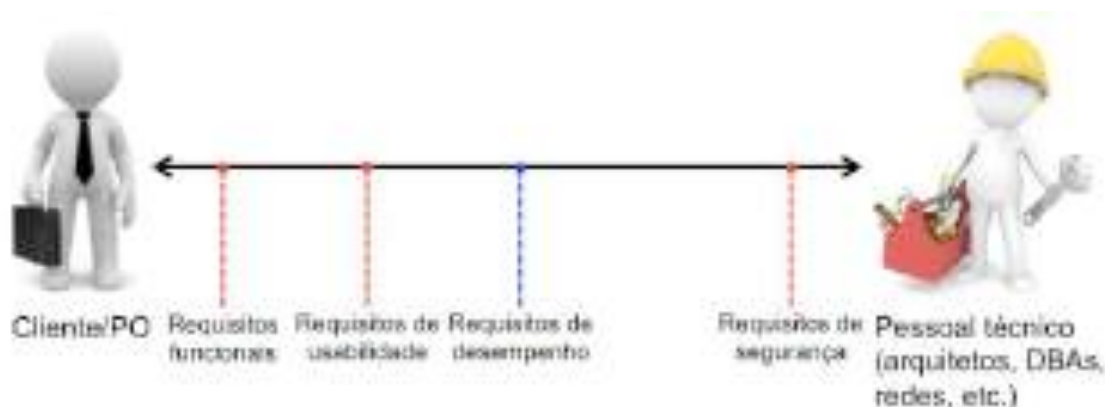 Cliente/PO
Requisitos
funcionais
Requisitos de
usabilidade
Requisitos de
desempenho
Requisitos de
segurança
Pessoal técnico
(arquitetos, DBAs,
redes, etc.)